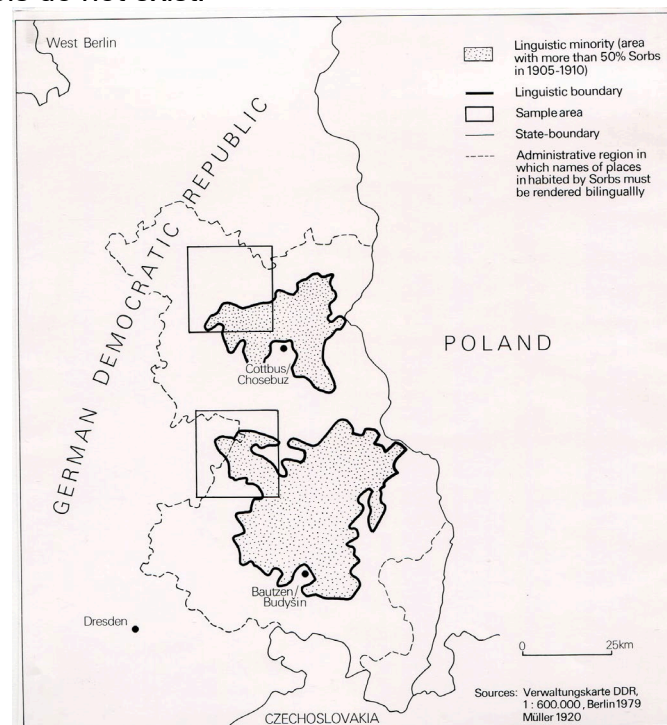 West Berlin
Linguistic minority (area
with more than 50% Sorbs
in 1905-1910)
Linguistic boundary
Sample area
State-boundary
Administrative region in
which names of places
in habited by Sorbs must
be rendered bilinguallly
GERMAN DEMOCRATIC REPUBLIC
POLAND
Cottbus/
Chosebuz
Bautzen/
Budyšin
Dresden
0 25km
Sources: Verwaltungskarte DDR,
1 : 600.000, Berlin 1979
Müller 1920
CZECHOSLOVAKIA